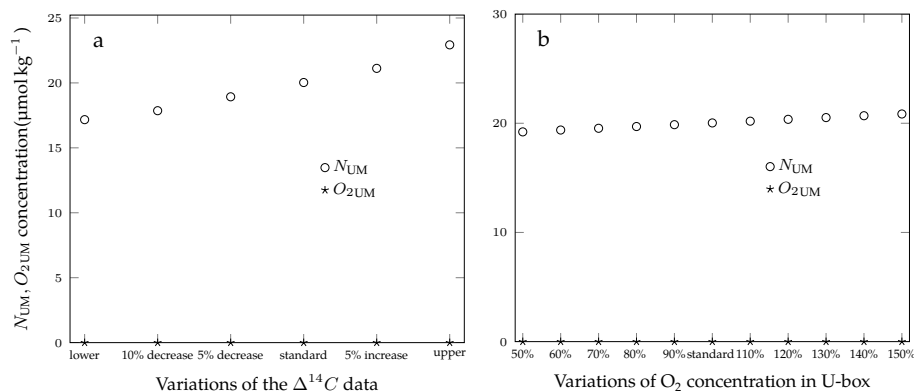 a
25
20
15
10
5
0
N_UM, O_2UM concentration(μmol kg⁻¹)
N_UM
O_2UM
lower 10% decrease 5% decrease standard 5% increase upper
Variations of the Δ¹⁴C data
b
30
20
10
0
N_UM
O_2UM
50% 60% 70% 80% 90% standard 110% 120% 130% 140% 150%
Variations of O₂ concentration in U-box